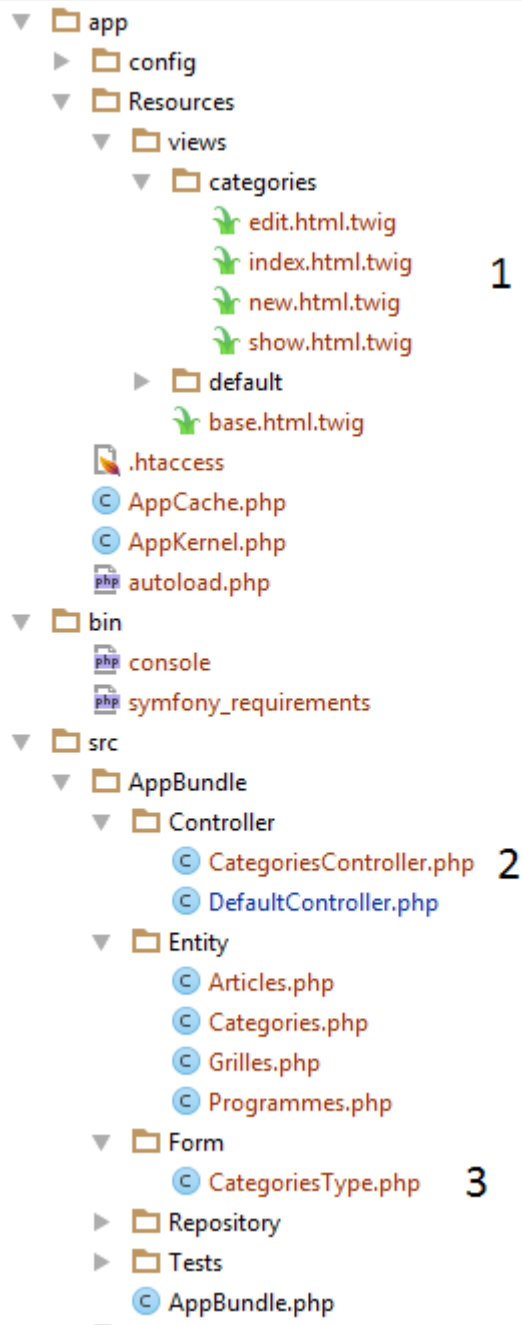 app
config
Resources
views
categories
edit.html.twig
index.html.twig 1
new.html.twig
show.html.twig
default
base.html.twig
.htaccess
C AppCache.php
C AppKernel.php
php autoload.php
bin
php console
php symfony_requirements
src
AppBundle
Controller
C CategoriesController.php 2
C DefaultController.php
Entity
C Articles.php
C Categories.php
C Grilles.php
C Programmes.php
Form
C CategoriesType.php 3
Repository
Tests
C AppBundle.php